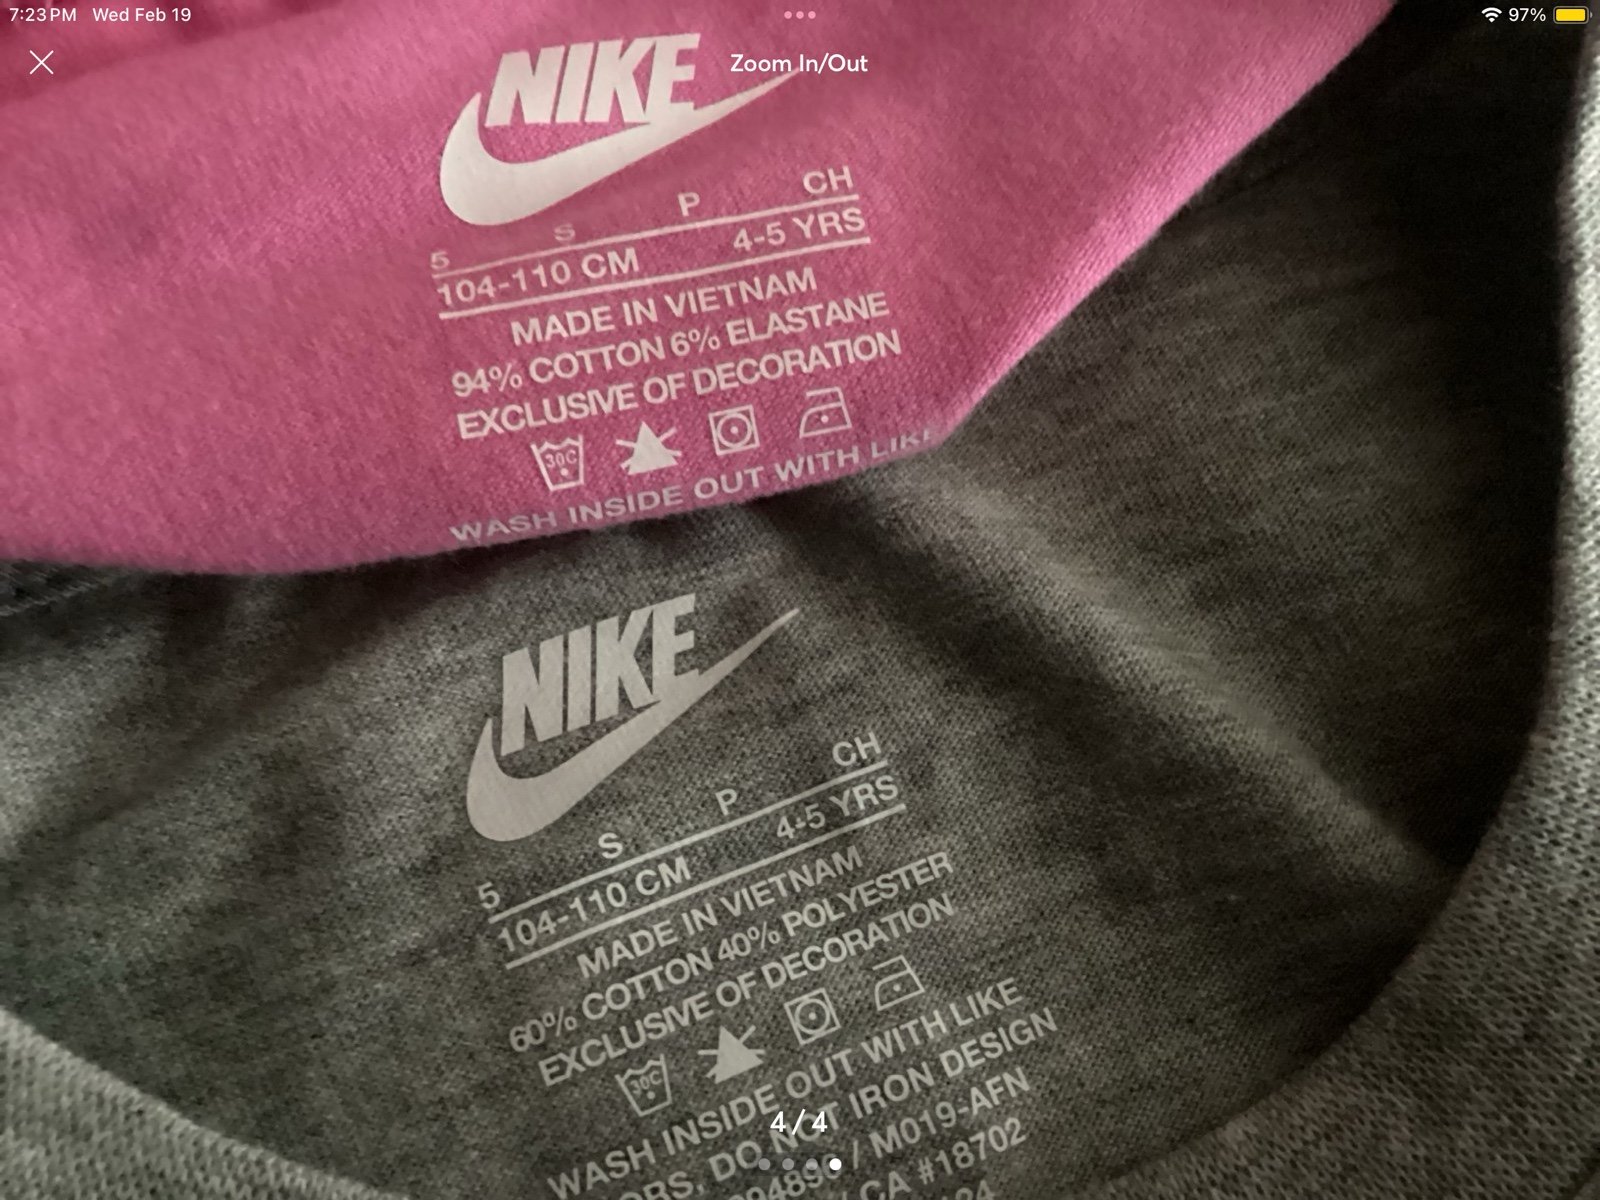 7:23 PM Wed Feb 19
97%
Zoom In/Out
NIKE
5 S P CH
104-110 CM 4-5 YRS
MADE IN VIETNAM
94% COTTON 6% ELASTANE
EXCLUSIVE OF DECORATION
30C
WASH INSIDE OUT WITH LIKE
NIKE
5 S P CH
104-110 CM 4-5 YRS
MADE IN VIETNAM
60% COTTON 40% POLYESTER
EXCLUSIVE OF DECORATION
30C
WASH INSIDE OUT WITH LIKE
DO NOT IRON DESIGN
/ M019-AFN
CA #18702
4/4